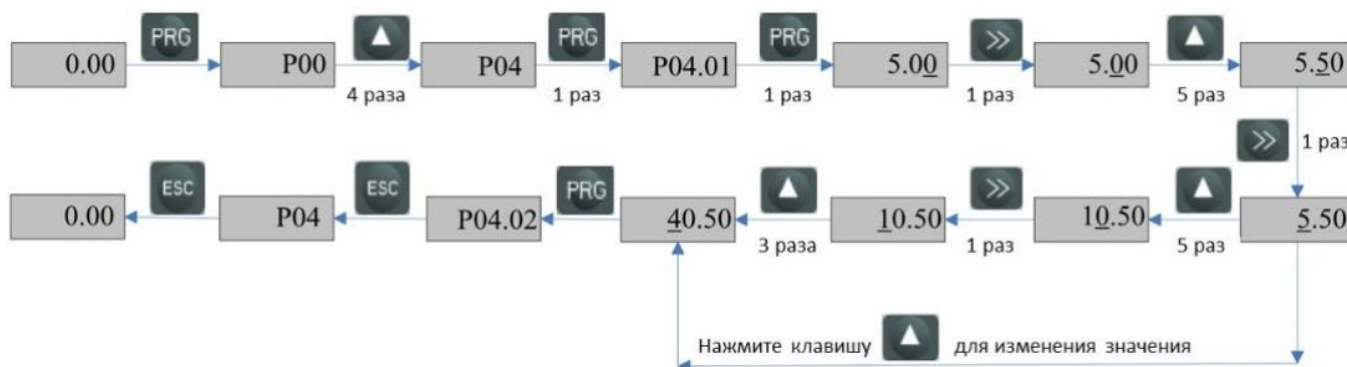 PRG PRG PRG
0.00 P00 P04 P04.01 5.00 5.00 5.50
4 раза 1 раз 1 раз 1 раз 5 раз
1 раз
ESC ESC PRG
0.00 P04 P04.02 40.50 10.50 10.50 5.50
3 раза 1 раз 5 раз
Нажмите клавишу для изменения значения